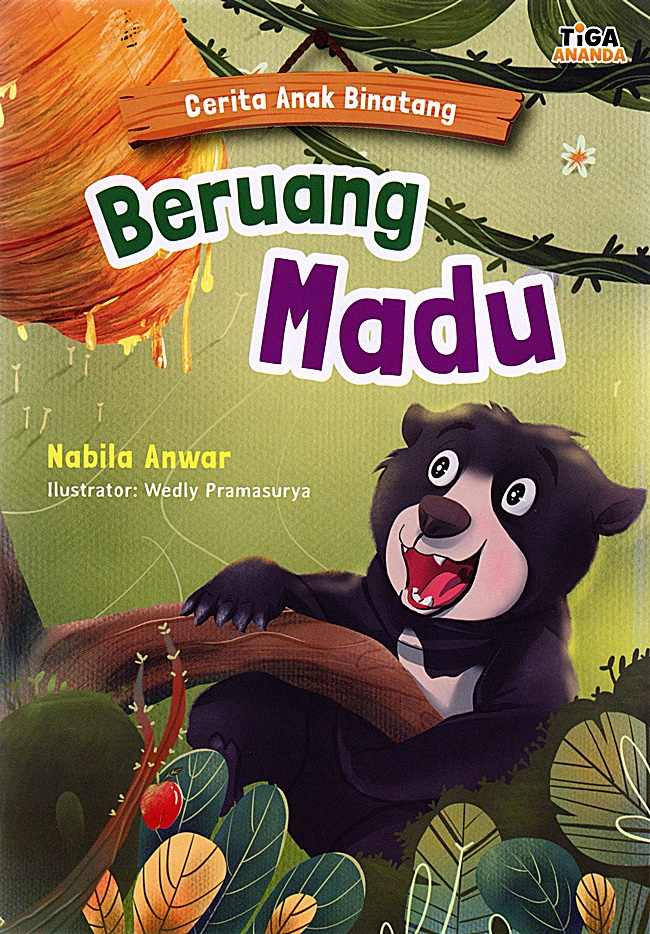 TiGA
ANANDA
Cerita Anak Binatang
Beruang
Madu
Nabila Anwar
Ilustrator: Wedly Pramasurya